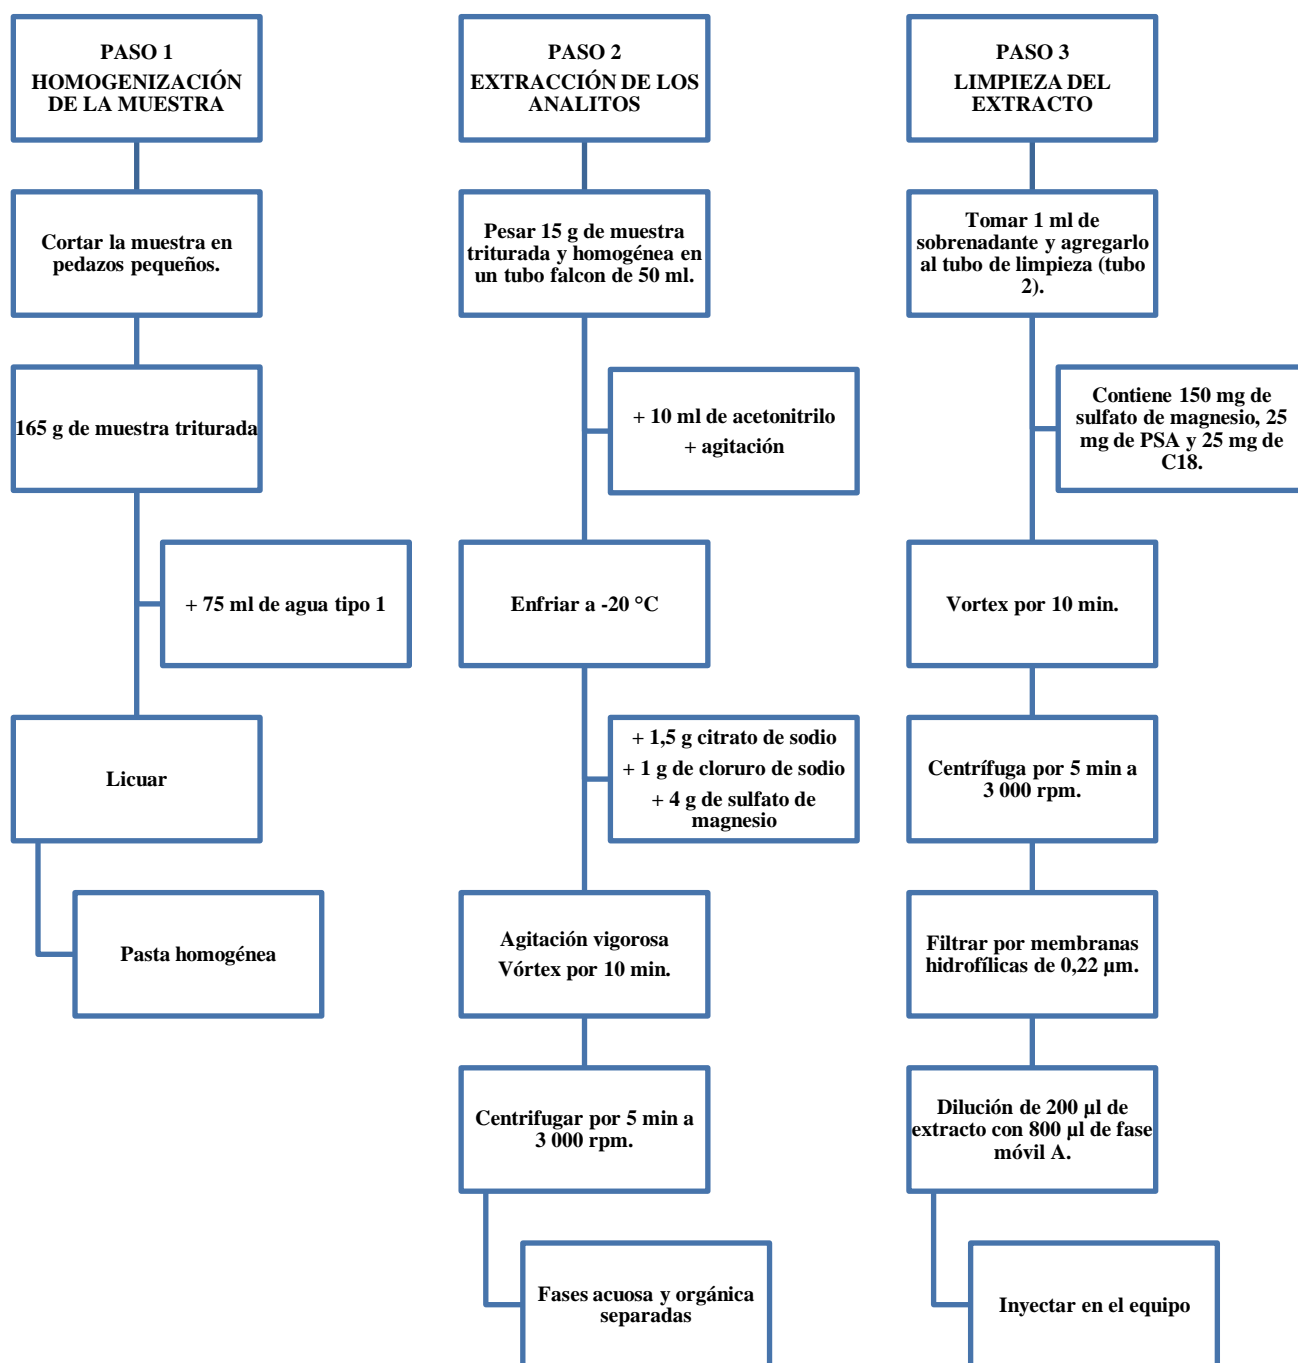 PASO 1
HOMOGENIZACIÓN
DE LA MUESTRA
Cortar la muestra en
pedazos pequeños.
165 g de muestra triturada
+ 75 ml de agua tipo 1
Licuar
Pasta homogénea
PASO 2
EXTRACCIÓN DE LOS
ANALITOS
Pesar 15 g de muestra
triturada y homogénea en
un tubo falcon de 50 ml.
+ 10 ml de acetonitrilo
+ agitación
Enfriar a -20 °C
+ 1,5 g citrato de sodio
+ 1 g de cloruro de sodio
+ 4 g de sulfato de
magnesio
Agitación vigorosa
Vórtex por 10 min.
Centrifugar por 5 min a
3 000 rpm.
Fases acuosa y orgánica
separadas
PASO 3
LIMPIEZA DEL
EXTRACTO
Tomar 1 ml de
sobrenadante y agregarlo
al tubo de limpieza (tubo
2).
Contiene 150 mg de
sulfato de magnesio, 25
mg de PSA y 25 mg de
C18.
Vortex por 10 min.
Centrífuga por 5 min a
3 000 rpm.
Filtrar por membranas
hidrofílicas de 0,22 µm.
Dilución de 200 µl de
extracto con 800 µl de fase
móvil A.
Inyectar en el equipo